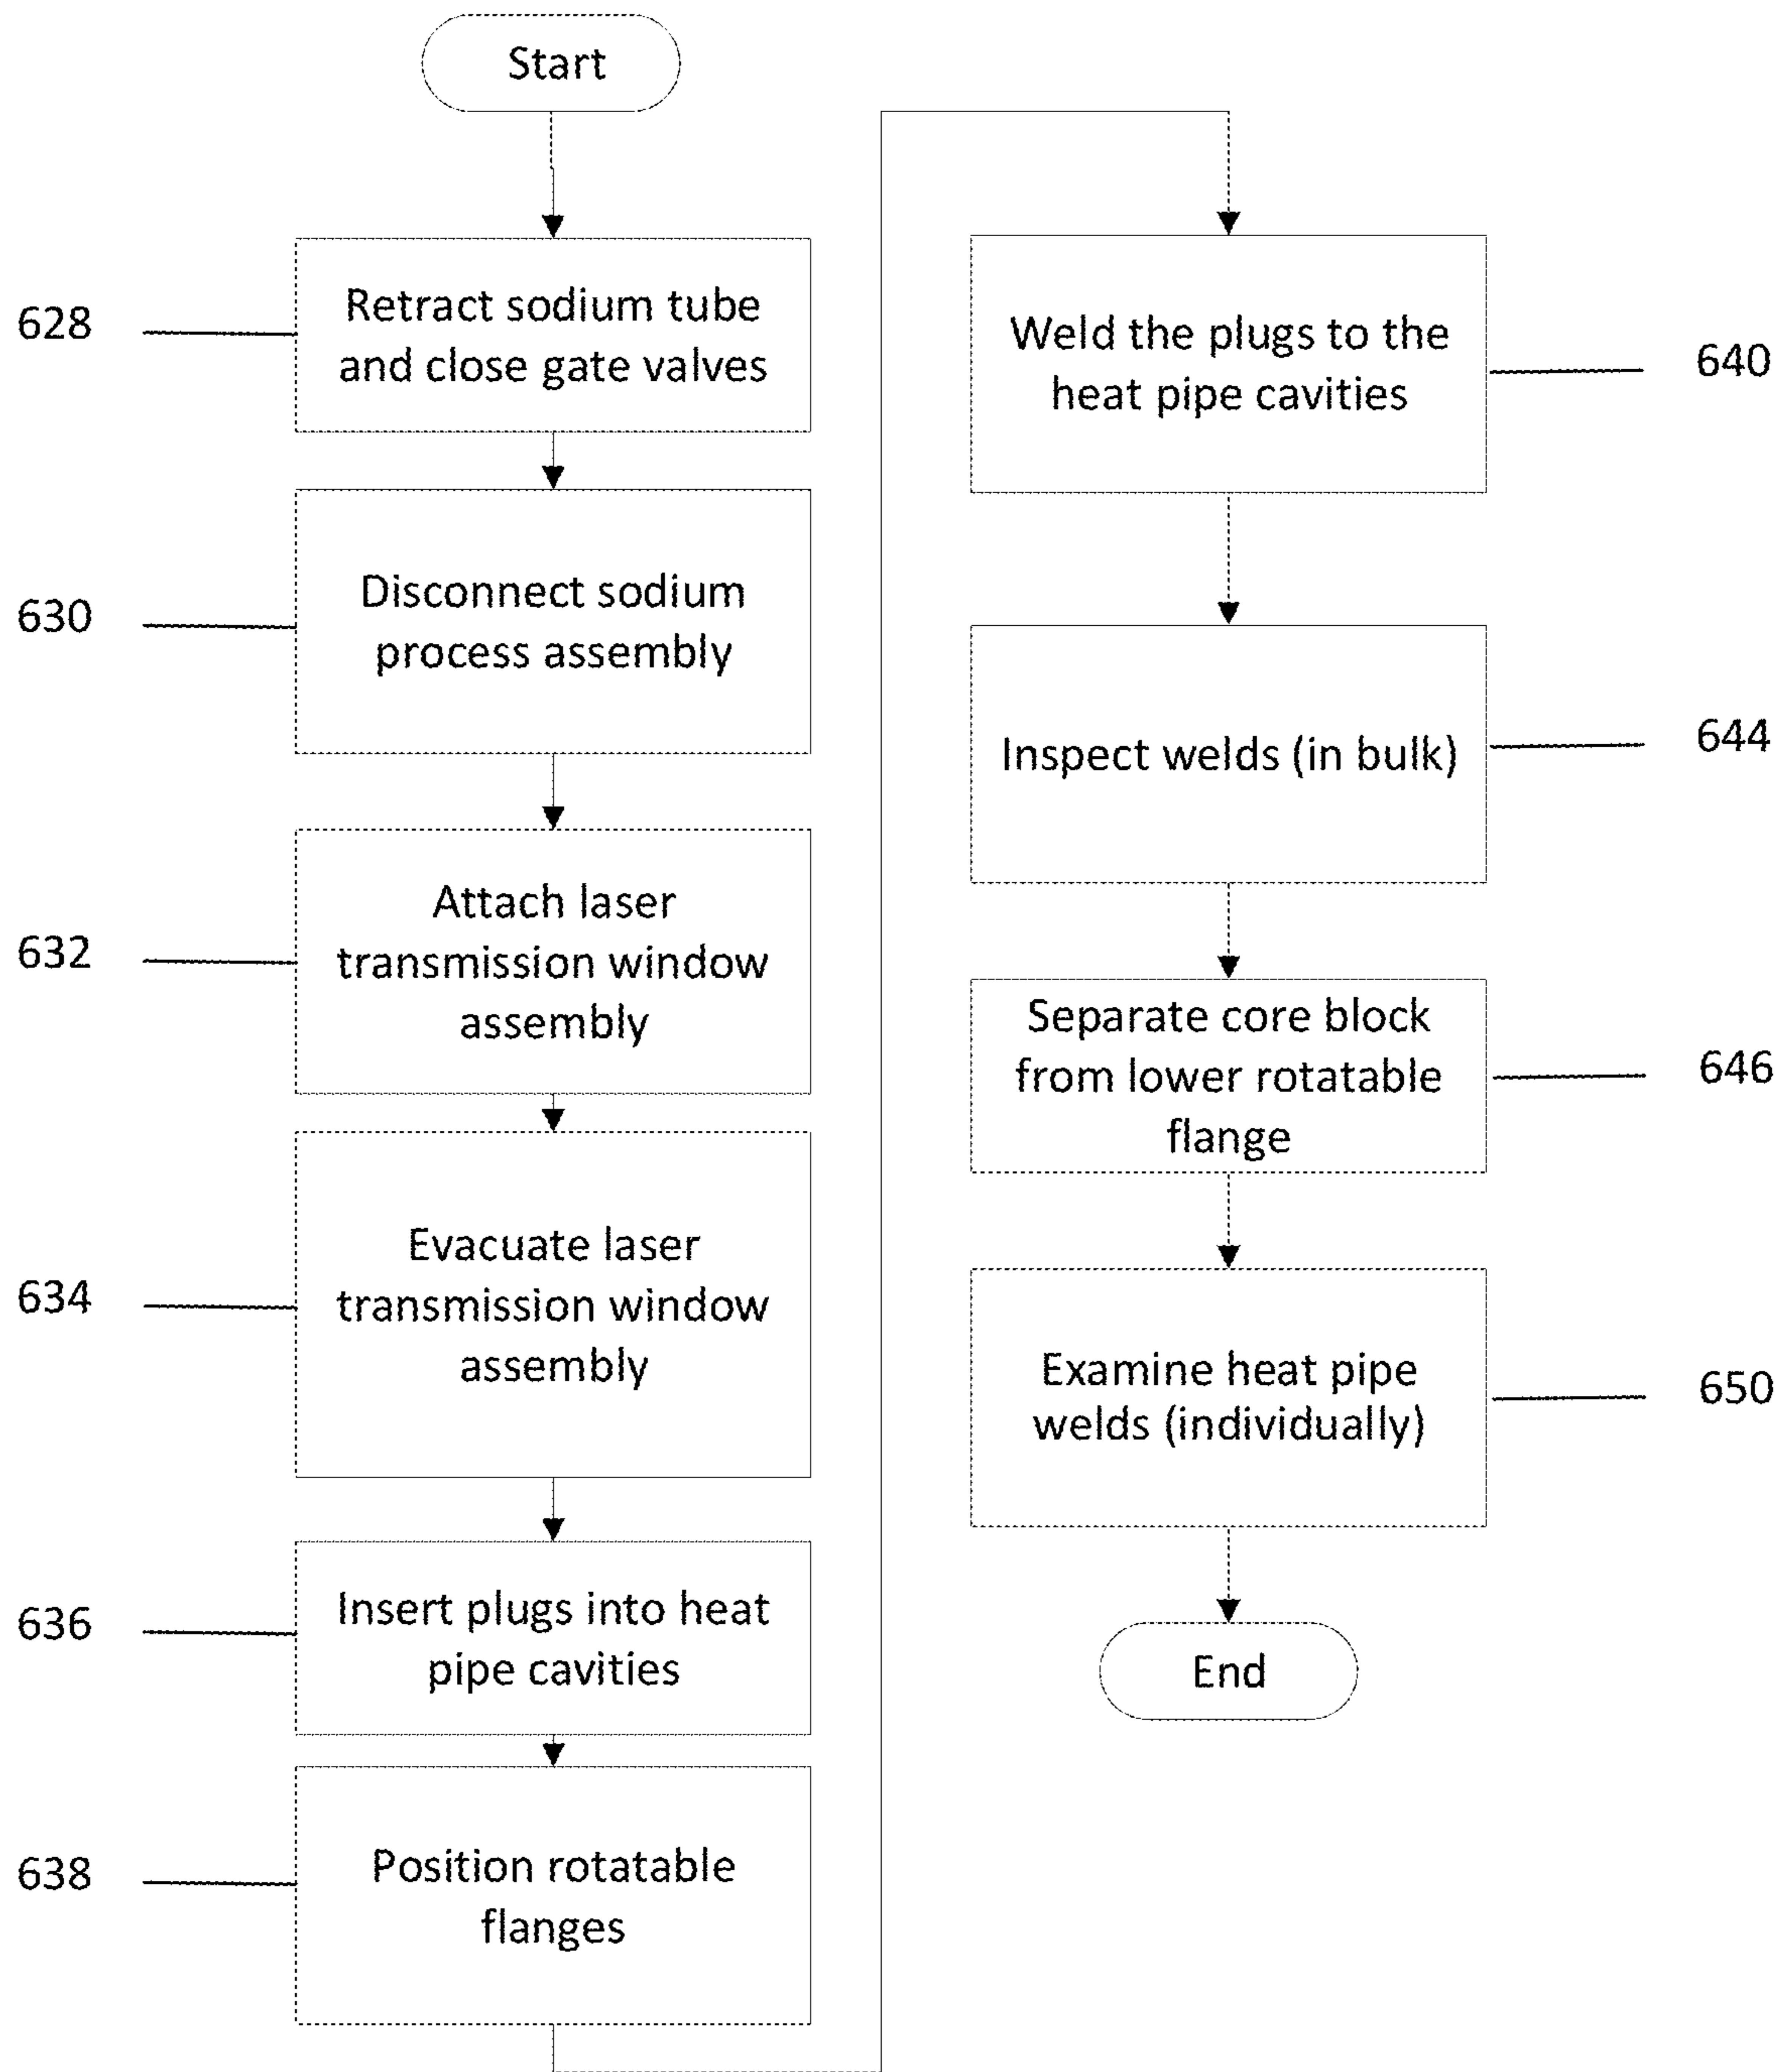 Start
628
Retract sodium tube
and close gate valves
630
Disconnect sodium
process assembly
632
Attach laser
transmission window
assembly
634
Evacuate laser
transmission window
assembly
636
Insert plugs into heat
pipe cavities
638
Position rotatable
flanges
Weld the plugs to the
heat pipe cavities
640
Inspect welds (in bulk)
644
Separate core block
from lower rotatable
flange
646
Examine heat pipe
welds (individually)
650
End